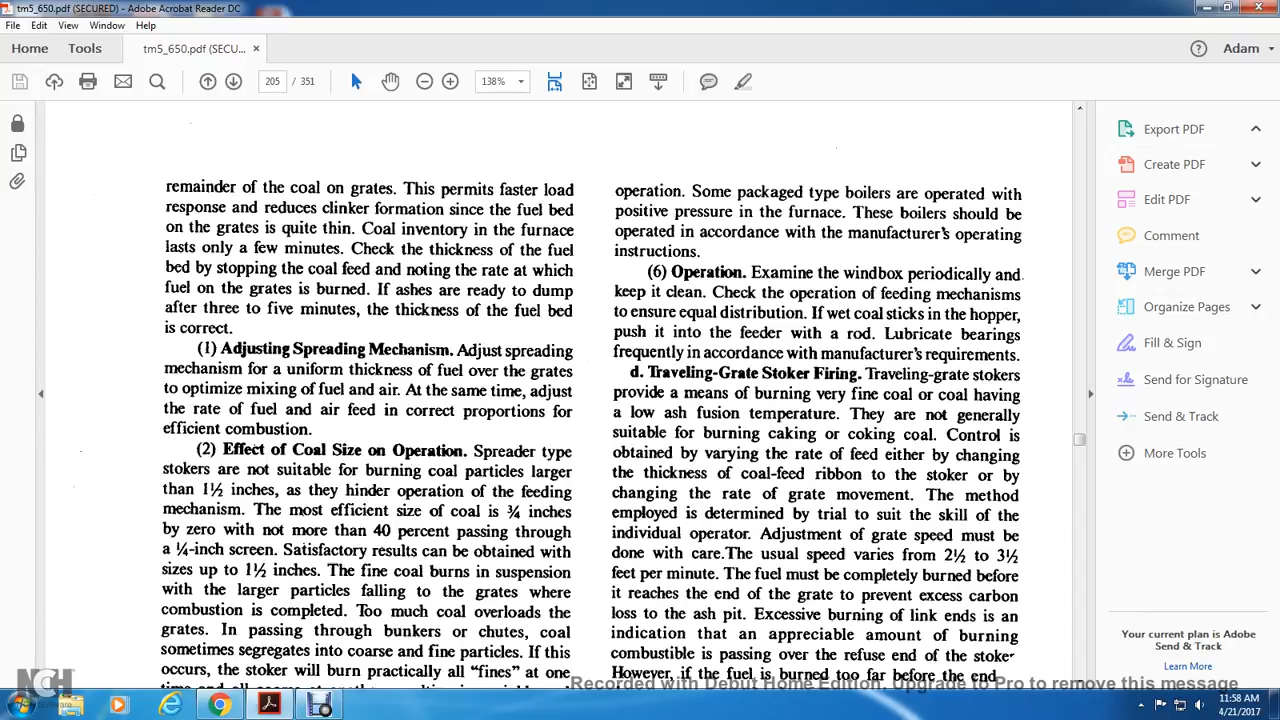 tm5_650.pdf (SECURED) - Adobe Acrobat Reader DC
File Edit View Window Help
Home Tools tm5_650.pdf (SECU... × Adam
205 / 351 138%
remainder of the coal on grates. This permits faster load
response and reduces clinker formation since the fuel bed
on the grates is quite thin. Coal inventory in the furnace
lasts only a few minutes. Check the thickness of the fuel
bed by stopping the coal feed and noting the rate at which
fuel on the grates is burned. If ashes are ready to dump
after three to five minutes, the thickness of the fuel bed
is correct.
(1) Adjusting Spreading Mechanism. Adjust spreading
mechanism for a uniform thickness of fuel over the grates
to optimize mixing of fuel and air. At the same time, adjust
the rate of fuel and air feed in correct proportions for
efficient combustion.
(2) Effect of Coal Size on Operation. Spreader type
stokers are not suitable for burning coal particles larger
than 1½ inches, as they hinder operation of the feeding
mechanism. The most efficient size of coal is ¾ inches
by zero with not more than 40 percent passing through
a ¼-inch screen. Satisfactory results can be obtained with
sizes up to 1½ inches. The fine coal burns in suspension
with the larger particles falling to the grates where
combustion is completed. Too much coal overloads the
grates. In passing through bunkers or chutes, coal
sometimes segregates into coarse and fine particles. If this
occurs, the stoker will burn practically all “fines” at one
operation. Some packaged type boilers are operated with
positive pressure in the furnace. These boilers should be
operated in accordance with the manufacturer's operating
instructions.
(6) Operation. Examine the windbox periodically and
keep it clean. Check the operation of feeding mechanisms
to ensure equal distribution. If wet coal sticks in the hopper,
push it into the feeder with a rod. Lubricate bearings
frequently in accordance with manufacturer's requirements.
d. Traveling-Grate Stoker Firing. Traveling-grate stokers
provide a means of burning very fine coal or coal having
a low ash fusion temperature. They are not generally
suitable for burning caking or coking coal. Control is
obtained by varying the rate of feed either by changing
the thickness of coal-feed ribbon to the stoker or by
changing the rate of grate movement. The method
employed is determined by trial to suit the skill of the
individual operator. Adjustment of grate speed must be
done with care.The usual speed varies from 2½ to 3½
feet per minute. The fuel must be completely burned before
it reaches the end of the grate to prevent excess carbon
loss to the ash pit. Excessive burning of link ends is an
indication that an appreciable amount of burning
combustible is passing over the refuse end of the stoker
However, if the fuel is burned too far before the end
Export PDF
Create PDF
Edit PDF
Comment
Merge PDF
Organize Pages
Fill & Sign
Send for Signature
Send & Track
More Tools
Your current plan is Adobe
Send & Track
Learn More
NCH Software
Recorded with Debut Home Edition. Upgrade to Pro to remove this message
11:58 AM
4/21/2017